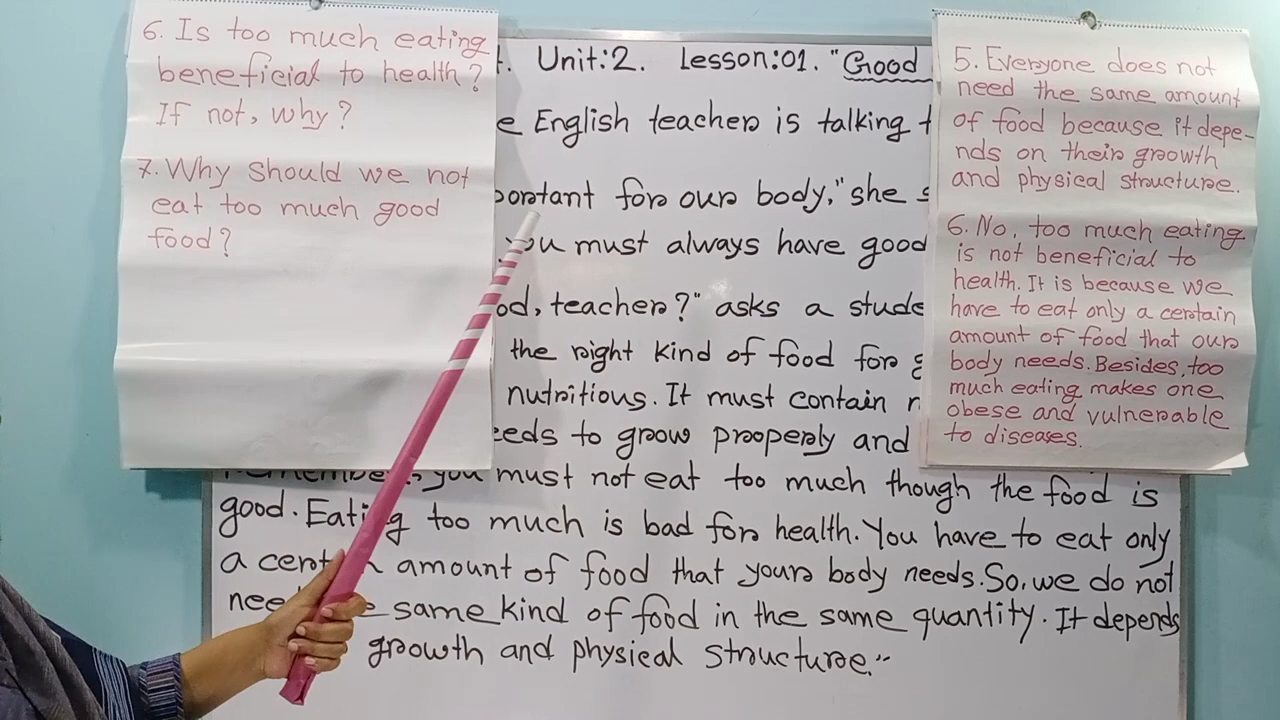 6. Is too much eating
beneficial to health?
If not, why?
7. Why should we not
eat too much good
food?
. Unit:2. Lesson:01. "Good
English teacher is talking
for our body," she
you must always have good
teacher?" asks a
the right kind of food for
nutritious. It must contain
to grow properly and
you must not eat too much though the food is
good. Eating too much is bad for health. You have to eat only
a amount of food that your body needs. So, we do not
same kind of food in the same quantity. It depends
growth and physical structure."
5. Everyone does not
need the same amount
of food because it depe-
nds on their growth
and physical structure.
6. No, too much eating
is not beneficial to
health. It is because we
have to eat only a certain
amount of food that our
body needs. Besides, too
much eating makes one
obese and vulnerable
to diseases.